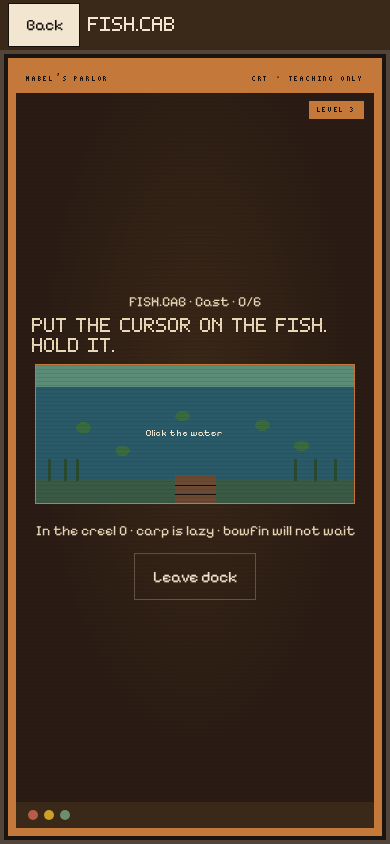 Back
FISH.CAB
MABEL'S PARLOR
CRT · TEACHING ONLY
LEVEL 3
FISH.CAB · Cast · 0/6
PUT THE CURSOR ON THE FISH.
HOLD IT.
Click the water
In the creel 0 · carp is lazy · bowfin will not wait
Leave dock